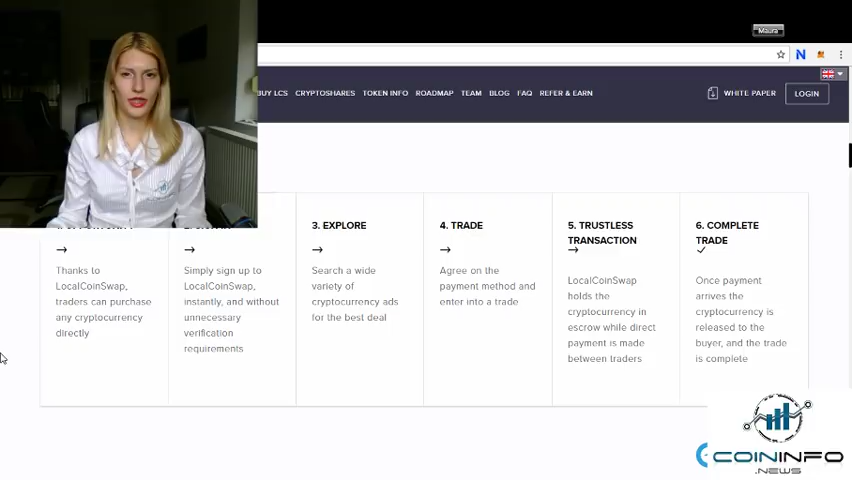 Maura
BUY LCS CRYPTOSHARES TOKEN INFO ROADMAP TEAM BLOG FAQ REFER & EARN
WHITE PAPER
LOGIN
3. EXPLORE
Search a wide
variety of
cryptocurrency ads
for the best deal
4. TRADE
Agree on the
payment method and
enter into a trade
5. TRUSTLESS
TRANSACTION
LocalCoinSwap
holds the
cryptocurrency in
escrow while direct
payment is made
between traders
6. COMPLETE
TRADE
Once payment
arrives the
cryptocurrency is
released to the
buyer, and the trade
is complete
Thanks to
LocalCoinSwap,
traders can purchase
any cryptocurrency
directly
Simply sign up to
LocalCoinSwap,
instantly, and without
unnecessary
verification
requirements
COININFO
.NEWS